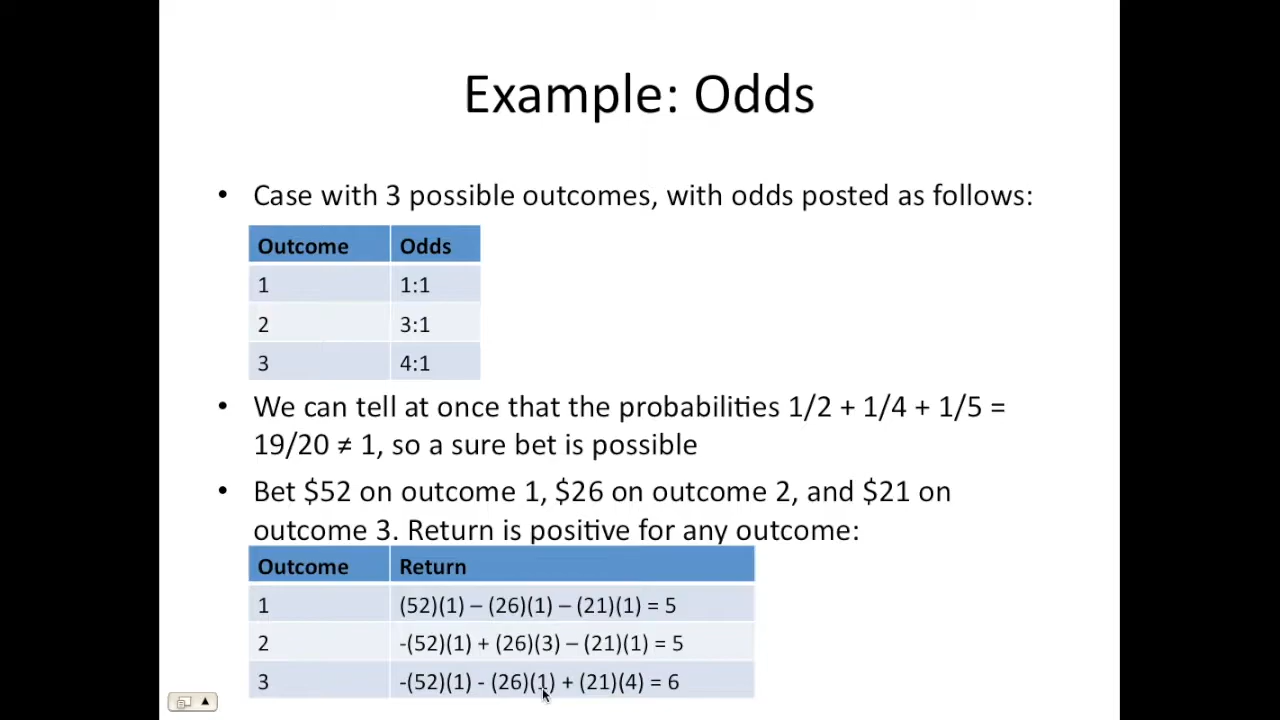 Example: Odds
• Case with 3 possible outcomes, with odds posted as follows:
Outcome Odds
1 1:1
2 3:1
3 4:1
• We can tell at once that the probabilities 1/2 + 1/4 + 1/5 =
19/20 ≠ 1, so a sure bet is possible
• Bet $52 on outcome 1, $26 on outcome 2, and $21 on
outcome 3. Return is positive for any outcome:
Outcome Return
1 (52)(1) – (26)(1) – (21)(1) = 5
2 -(52)(1) + (26)(3) – (21)(1) = 5
3 -(52)(1) - (26)(1) + (21)(4) = 6